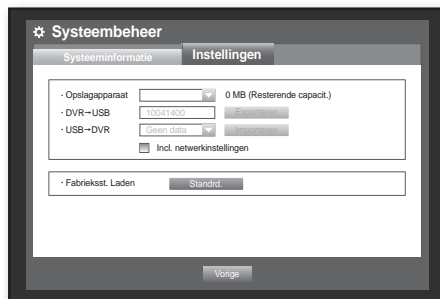 Systeembeheer
Systeeminformatie Instellingen
· Opslagapparaat 0 MB (Resterende capacit.)
· DVR→USB 10041400 Exporteren
· USB→DVR Geen data Importeren
Incl. netwerkinstellingen
· Fabrieksst. Laden Standrd.
Vorige